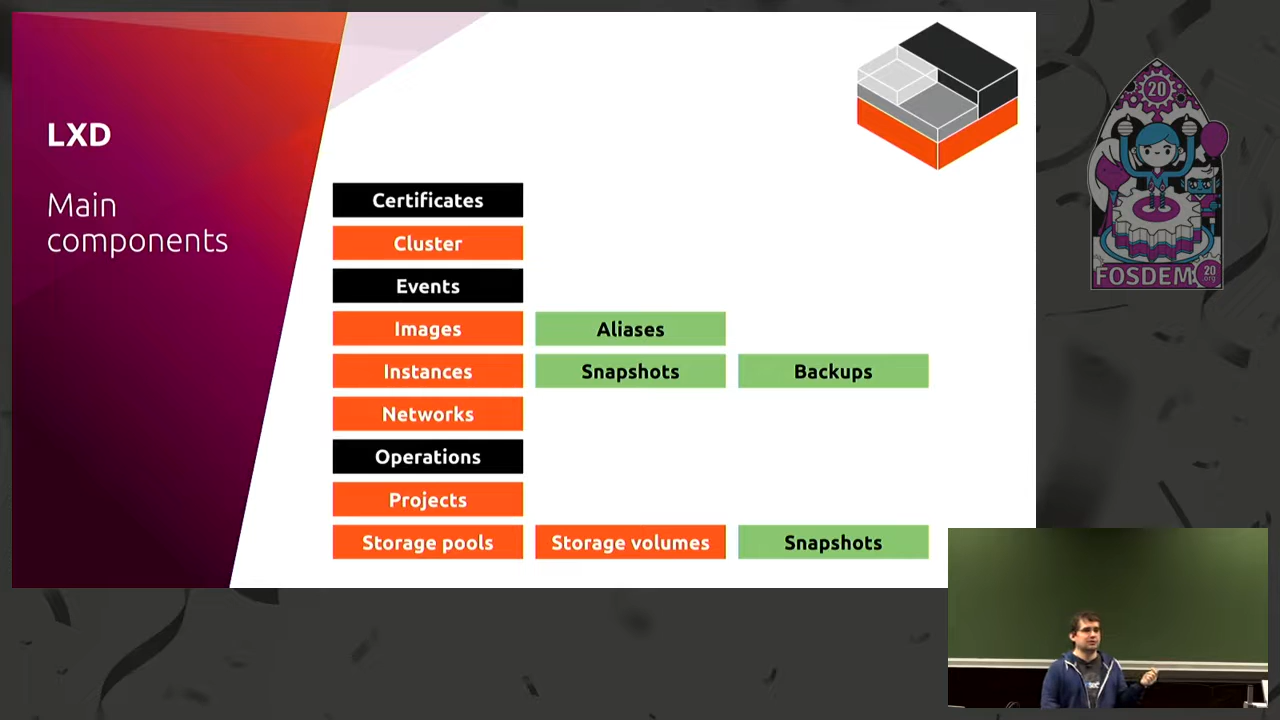 LXD
Main
components
Certificates
Cluster
Events
Images
Aliases
Instances
Snapshots
Backups
Networks
Operations
Projects
Storage pools
Storage volumes
Snapshots
20
FOSDEM
20
.org